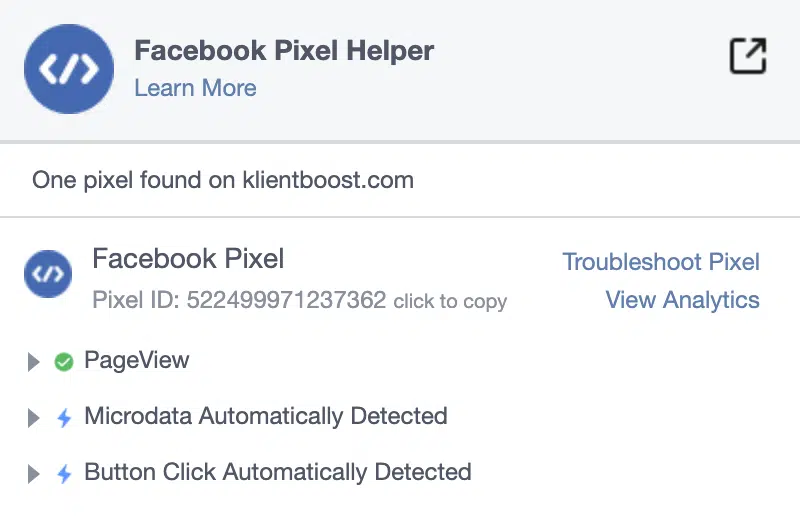 Facebook Pixel Helper
Learn More
One pixel found on klientboost.com
Facebook Pixel
Troubleshoot Pixel
Pixel ID: 522499971237362 click to copy
View Analytics
PageView
Microdata Automatically Detected
Button Click Automatically Detected